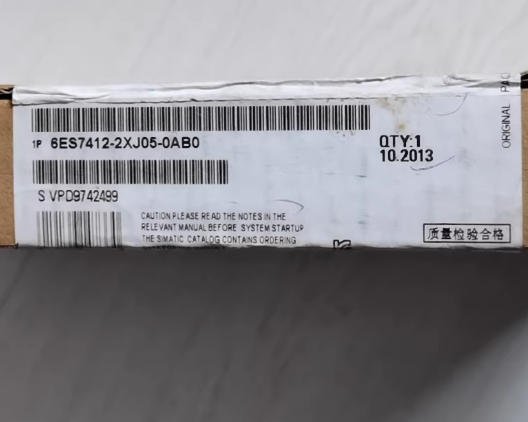 1P 6ES7412-2XJ05-0AB0
QTY:1
10.2013
S VPD9742499
CAUTION PLEASE READ THE NOTES IN THE
RELEVANT MANUAL BEFORE SYSTEM STARTUP
THE SIMATIC CATALOG CONTAINS ORDERING
质量检验合格
ORIGINAL